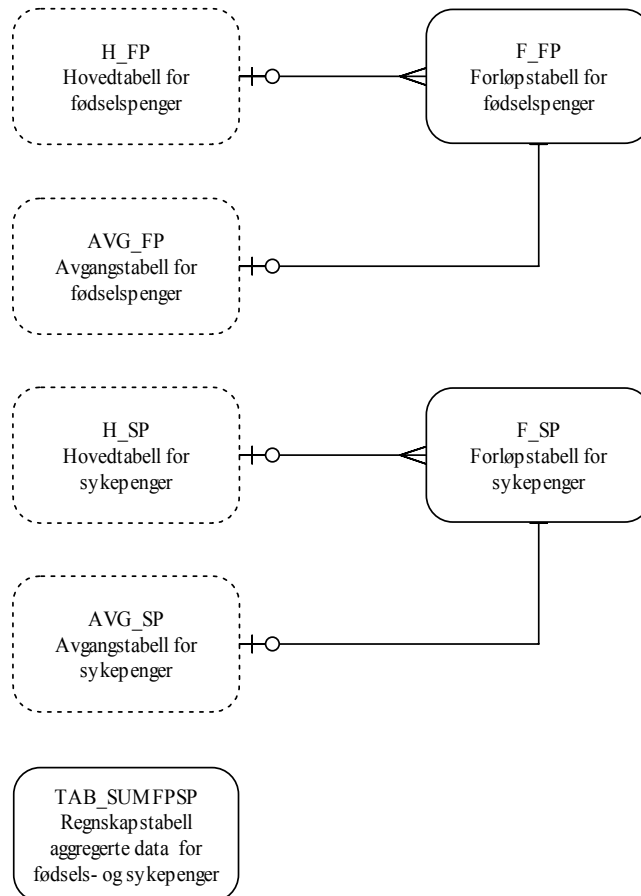 H_FP
Hovedtabell for
fødselspenger
F_FP
Forløpstabell for
fødselspenger
AVG_FP
Avgangstabell for
fødselspenger
H_SP
Hovedtabell for
sykepenger
F_SP
Forløpstabell for
sykepenger
AVG_SP
Avgangstabell for
sykepenger
TAB_SUMFPSP
Regnskapstabell
aggregerte data for
fødsels- og sykepenger